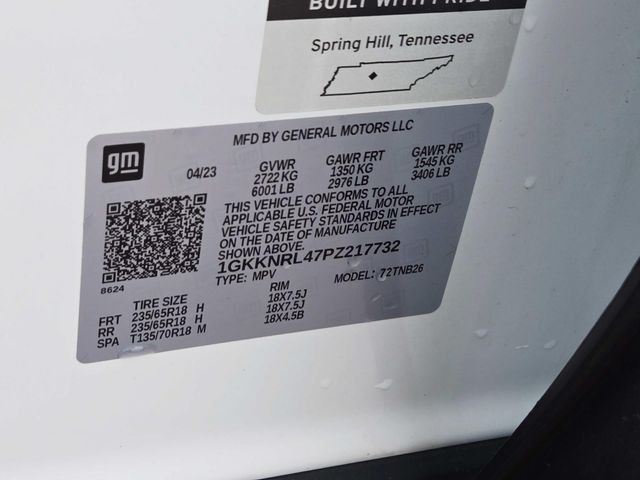 BUILT WITH PRIDE
Spring Hill, Tennessee
gm
MFD BY GENERAL MOTORS LLC
04/23 GVWR GAWR FRT GAWR RR
2722 KG 1350 KG 1545 KG
6001 LB 2976 LB 3406 LB
THIS VEHICLE CONFORMS TO ALL
APPLICABLE U.S. FEDERAL MOTOR
VEHICLE SAFETY STANDARDS IN EFFECT
ON THE DATE OF MANUFACTURE
SHOWN ABOVE.
1GKKNRL47PZ217732
TYPE: MPV MODEL: 72TNB26
8624
TIRE SIZE RIM
FRT 235/65R18 H 18X7.5J
RR 235/65R18 H 18X7.5J
SPA T135/70R18 M 18X4.5B